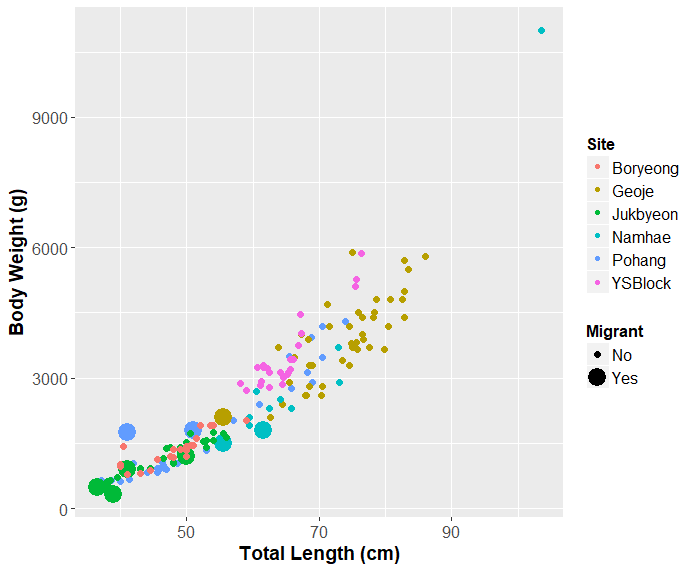 9000
6000
3000
0
50
70
90
Body Weight (g)
Total Length (cm)
Site
Boryeong
Geoje
Jukbyeon
Namhae
Pohang
YSBlock
Migrant
No
Yes